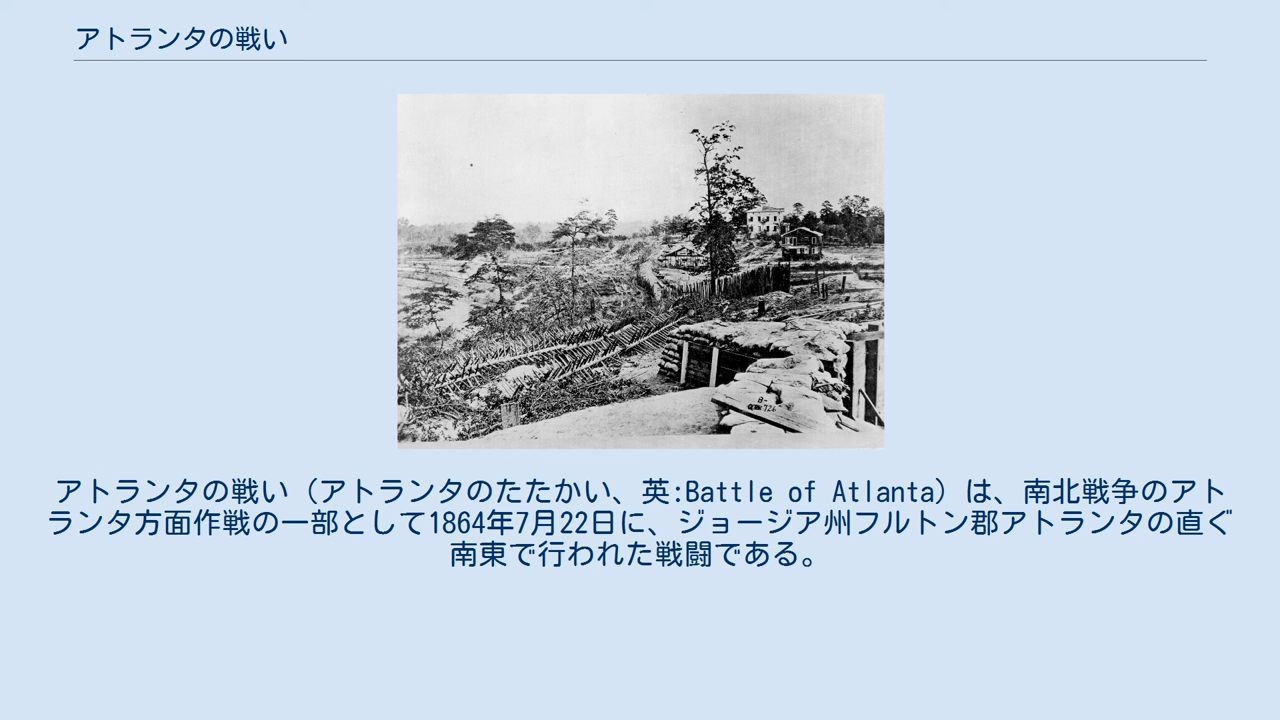 アトランタの戦い
アトランタの戦い（アトランタのたたかい、英:Battle of Atlanta）は、南北戦争のアト
ランタ方面作戦の一部として1864年7月22日に、ジョージア州フルトン郡アトランタの直ぐ
南東で行われた戦闘である。